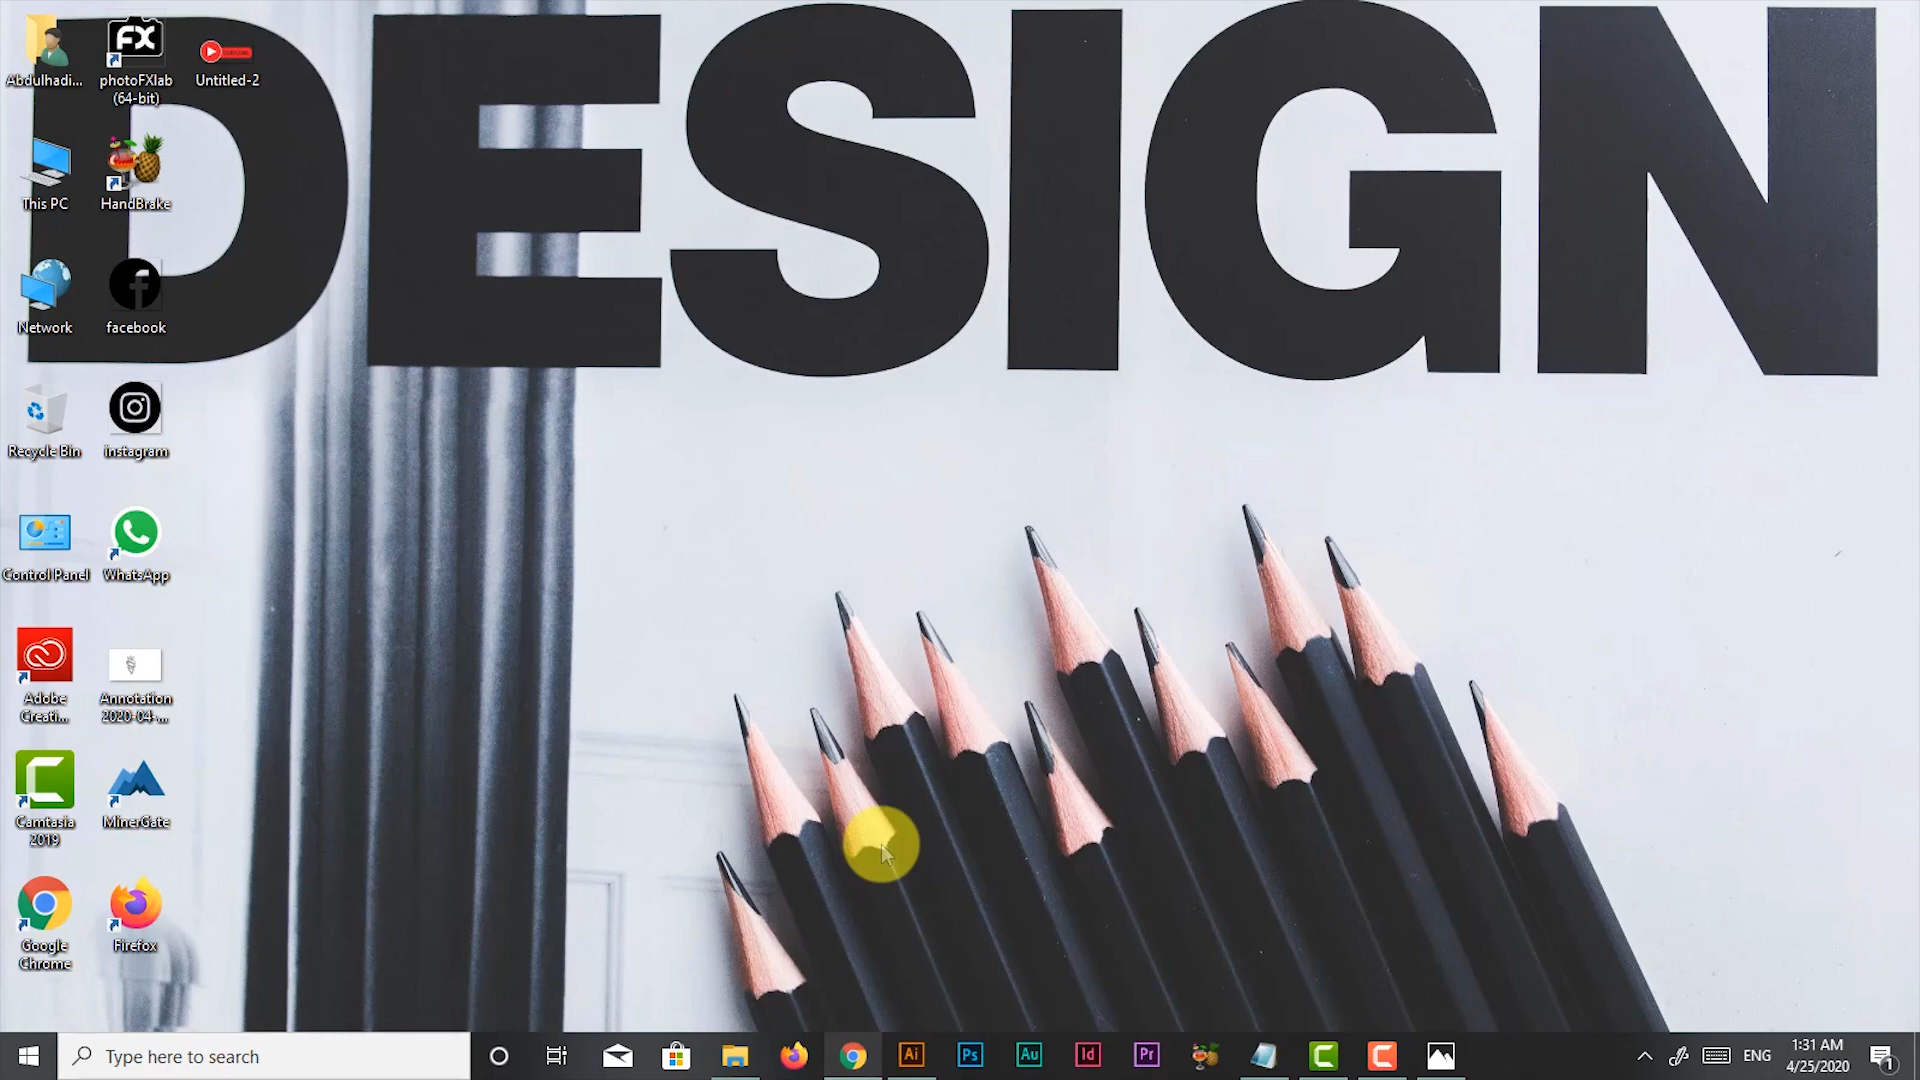 DESIGN
Abdulhadi...
photoFXlab
(64-bit)
Untitled-2
This PC
HandBrake
Network
facebook
Recycle Bin
instagram
Control Panel
WhatsApp
Adobe
Creati...
Annotation
2020-04-...
Camtasia
2019
MinerGate
Google
Chrome
Firefox
FX
Type here to search
Ai
Ps
Au
Id
Pr
ENG
1:31 AM
4/25/2020
1